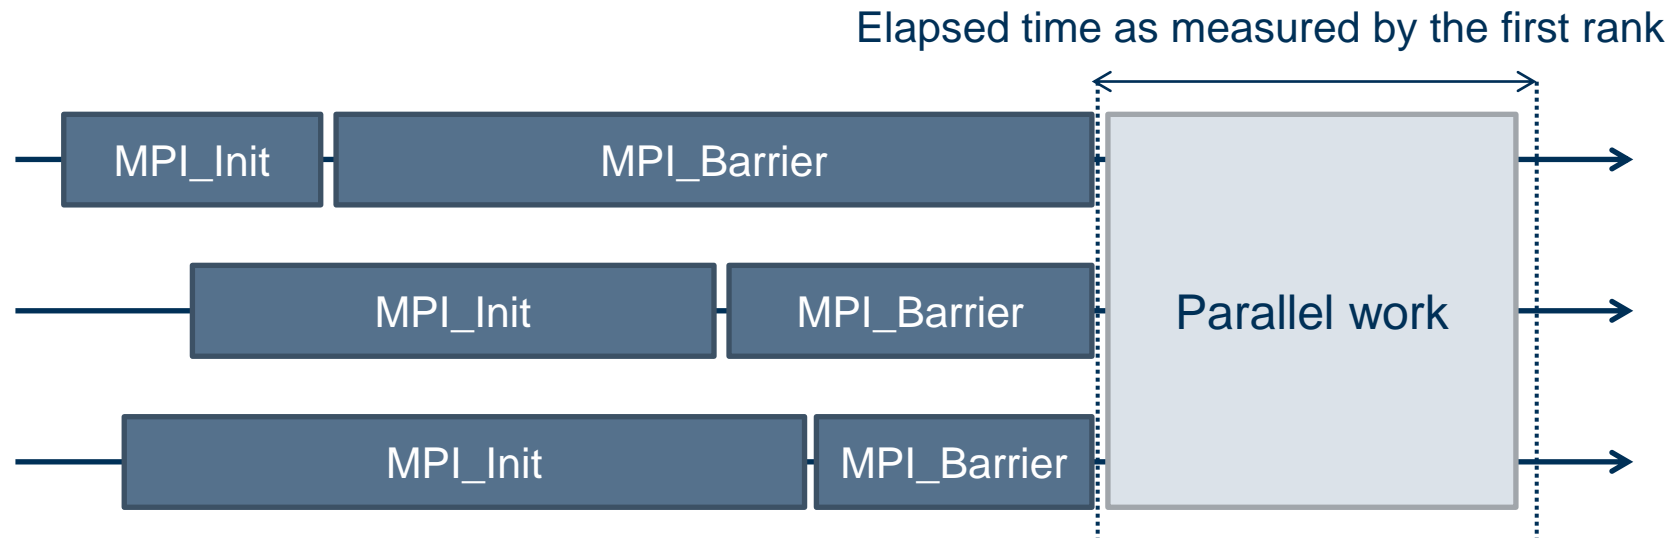 Elapsed time as measured by the first rank
MPI_Init
MPI_Barrier
MPI_Init
MPI_Barrier
Parallel work
MPI_Init
MPI_Barrier